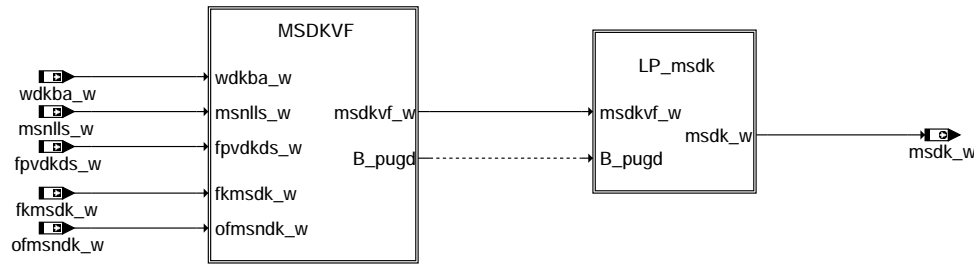 MSDKVF
LP_msdk
wdkba_w
wdkba_w
msnlls_w
msdkvf_w
msdkvf_w
msnlls_w
msdk_w
fpvdkds_w
B_pugd
B_pugd
msdk_w
fpvdkds_w
fkmsdk_w
fkmsdk_w
ofmsndk_w
ofmsndk_w